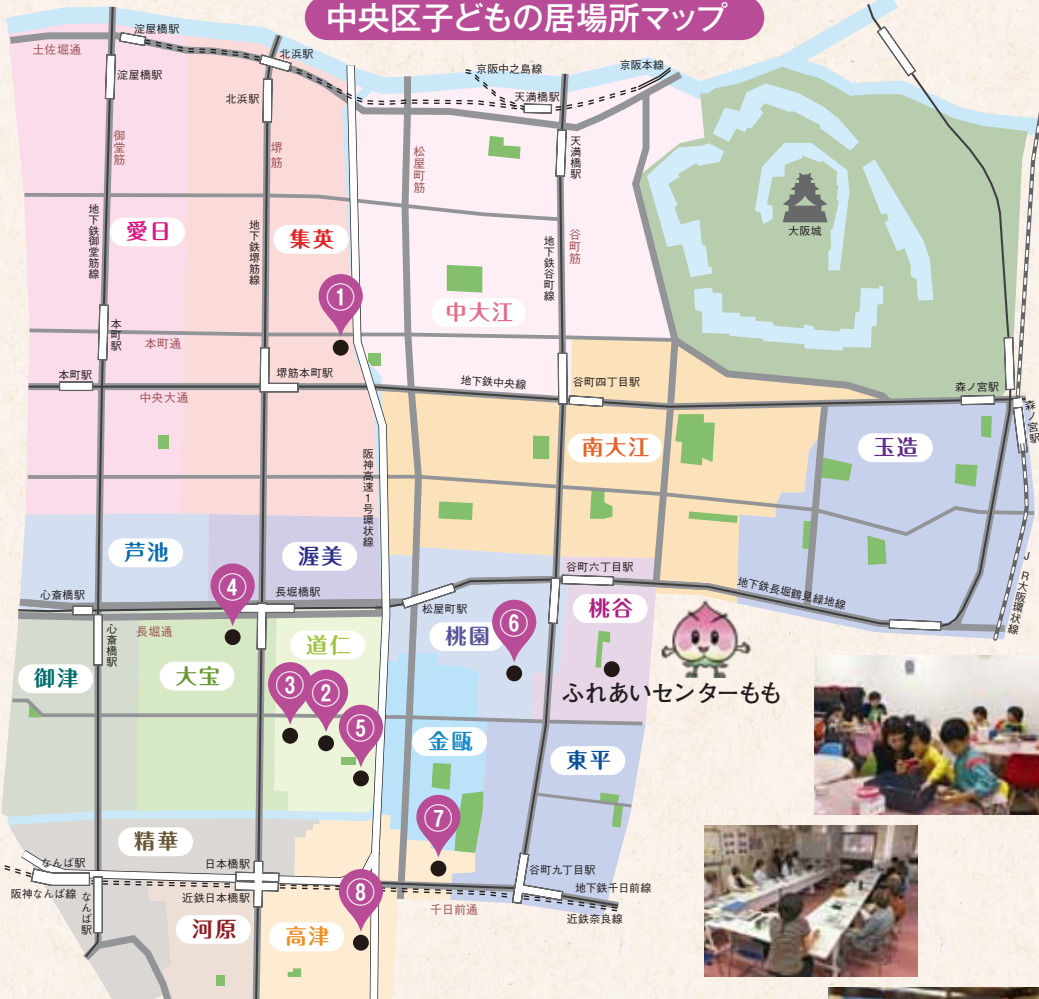 中央区子どもの居場所マップ
淀屋橋駅
土佐堀通
北浜駅
京阪中之島線
京阪本線
淀屋橋駅
北浜駅
天満橋駅
御堂筋
堺筋
松屋町筋
天満橋駅
大阪城
地下鉄御堂筋線
愛日
地下鉄堺筋線
集英
地下鉄谷町線
谷町筋
①
中大江
本町駅
本町通
本町駅
堺筋本町駅
地下鉄中央線
谷町四丁目駅
森ノ宮駅
森ノ宮駅
中央大通
南大江
玉造
阪神高速1号環状線
芦池
渥美
谷町六丁目駅
地下鉄長堀鶴見緑地線
JR大阪環状線
心斎橋駅
④
長堀橋駅
松屋町駅
桃谷
心斎橋駅
長堀通
道仁
桃園
⑥
御津
大宝
③
②
ふれあいセンターもも
⑤
金甌
東平
⑦
精華
なんば駅
日本橋駅
谷町九丁目駅
阪神なんば線
なんば駅
近鉄日本橋駅
⑧
地下鉄千日前線
千日前通
近鉄奈良線
河原
高津